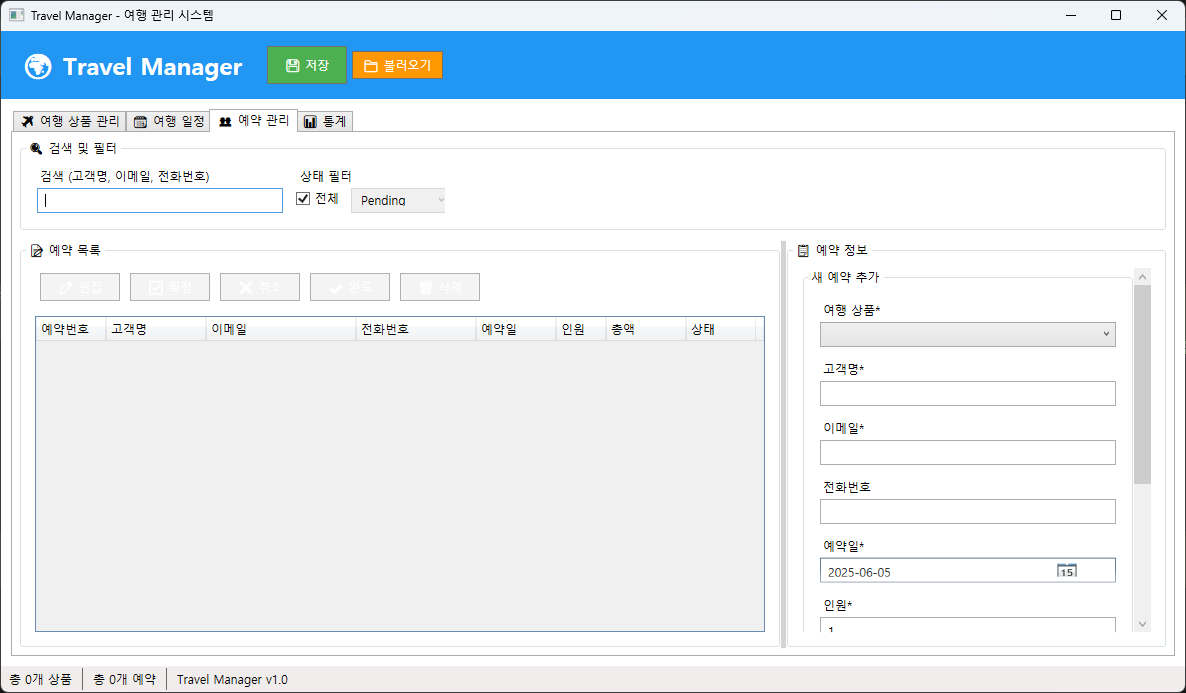 Travel Manager - 여행 관리 시스템
Travel Manager 저장 불러오기
여행 상품 관리 여행 일정 예약 관리 통계
검색 및 필터
검색 (고객명, 이메일, 전화번호) 상태 필터
전체 Pending
예약 목록
편집 확정 취소 완료 삭제
예약번호 고객명 이메일 전화번호 예약일 인원 총액 상태
예약 정보
새 예약 추가
여행 상품*
고객명*
이메일*
전화번호
예약일*
2025-06-05 15
인원*
1
총 0개 상품 총 0개 예약 Travel Manager v1.0